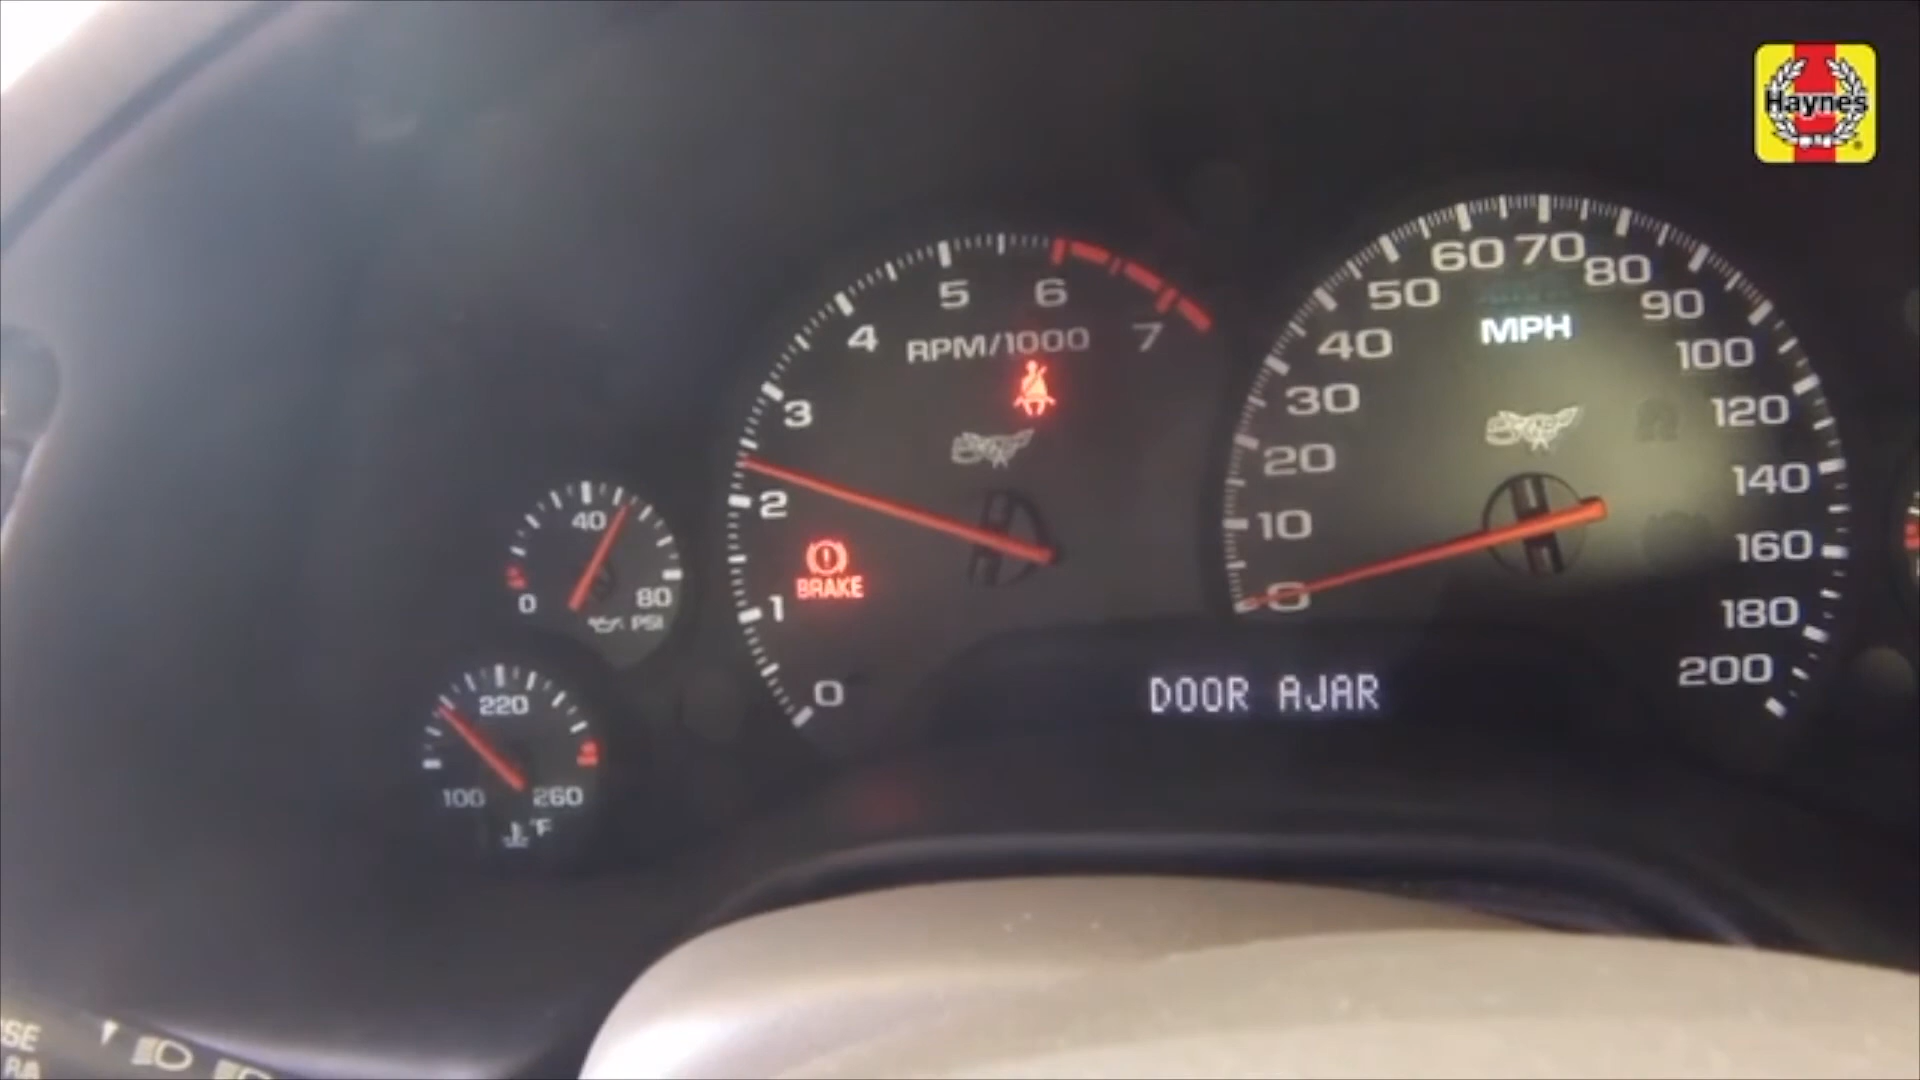 Haynes
5 6
4 RPM/1000 7
3
2
BRAKE
1
0
40
0 80
PSI
220
100 260
°F
60 70
50 80
40 MPH 90
30 100
20 120
10 140
0 160
180
200
DOOR AJAR